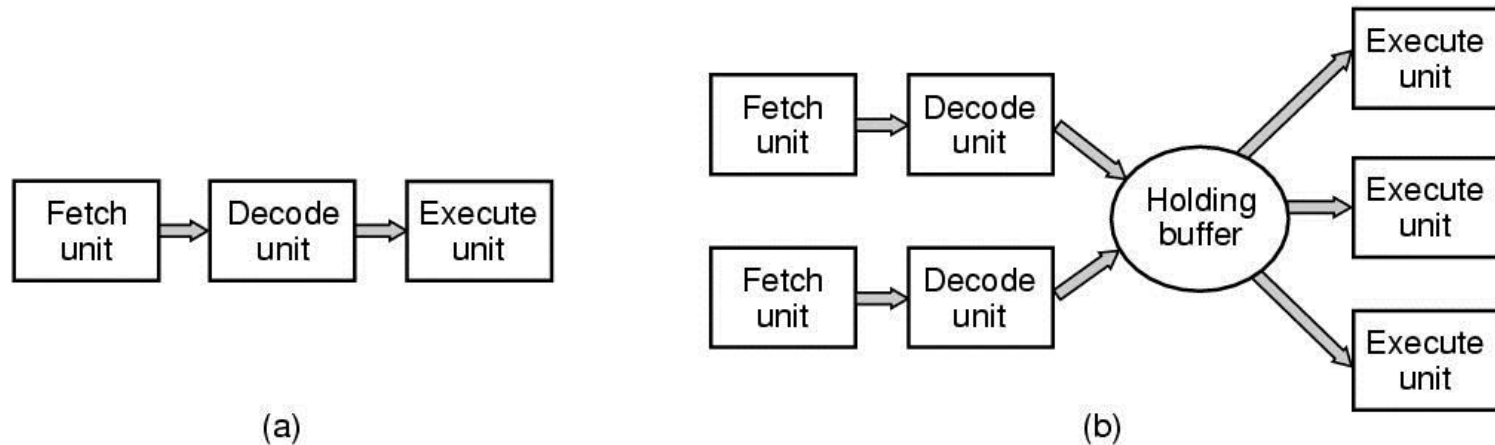 Fetch
unit
Decode
unit
Execute
unit
(a)
Fetch
unit
Decode
unit
Fetch
unit
Decode
unit
Holding
buffer
Execute
unit
Execute
unit
Execute
unit
(b)